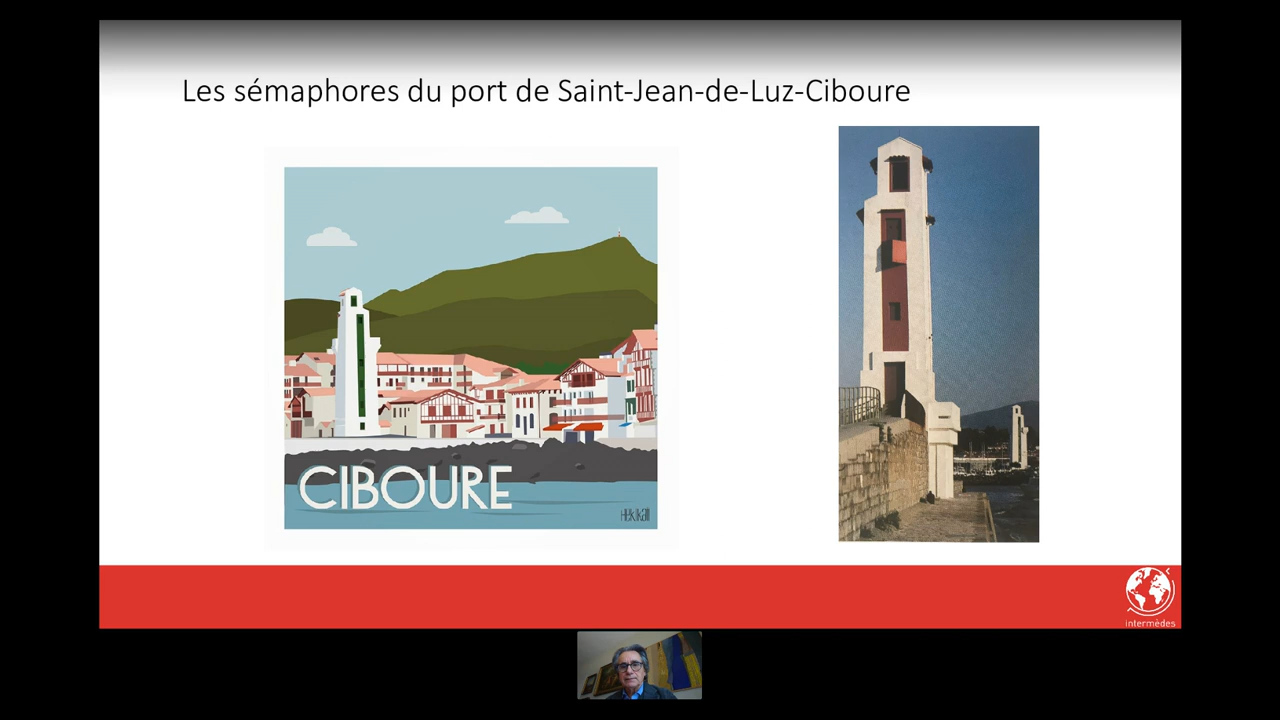 Les sémaphores du port de Saint-Jean-de-Luz-Ciboure
CIBOURE
intermèdes